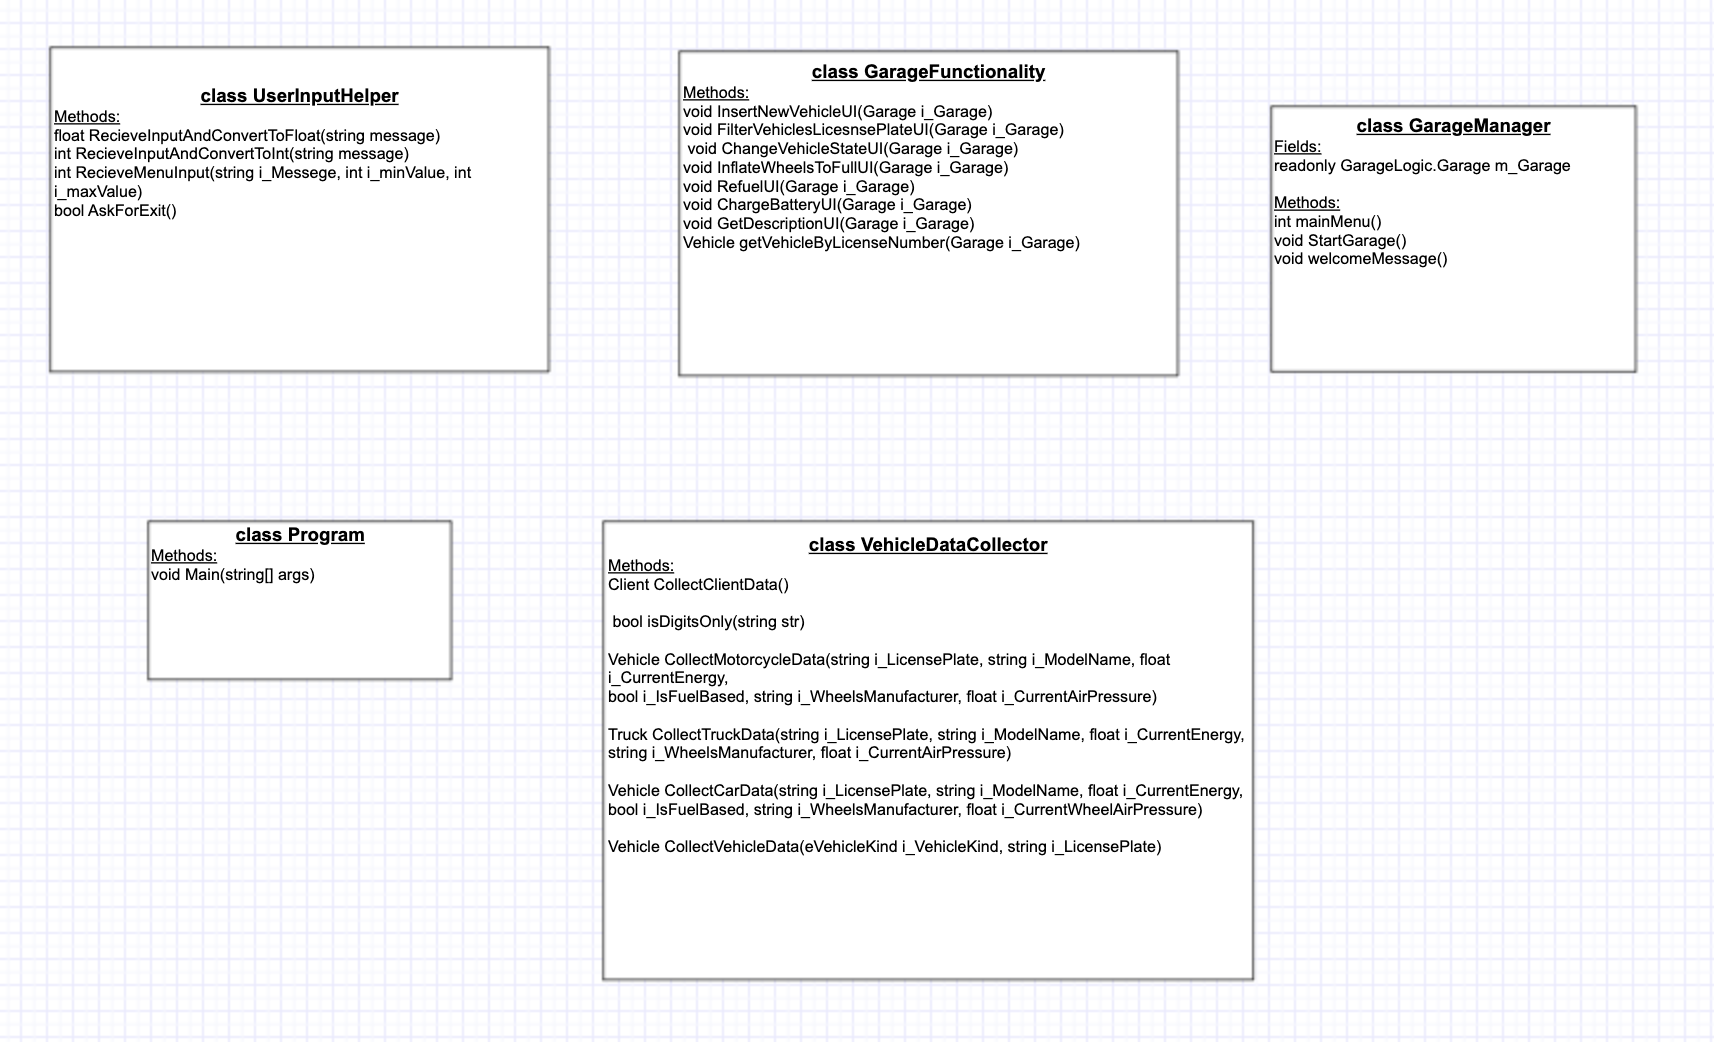 class UserInputHelper
Methods:
float RecieveInputAndConvertToFloat(string message)
int RecieveInputAndConvertToInt(string message)
int RecieveMenuInput(string i_Messege, int i_minValue, int
i_maxValue)
bool AskForExit()
class GarageFunctionality
Methods:
void InsertNewVehicleUI(Garage i_Garage)
void FilterVehiclesLicesnsePlateUI(Garage i_Garage)
void ChangeVehicleStateUI(Garage i_Garage)
void InflateWheelsToFullUI(Garage i_Garage)
void RefuelUI(Garage i_Garage)
void ChargeBatteryUI(Garage i_Garage)
void GetDescriptionUI(Garage i_Garage)
Vehicle getVehicleByLicenseNumber(Garage i_Garage)
class GarageManager
Fields:
readonly GarageLogic.Garage m_Garage
Methods:
int mainMenu()
void StartGarage()
void welcomeMessage()
class Program
Methods:
void Main(string[] args)
class VehicleDataCollector
Methods:
Client CollectClientData()
bool isDigitsOnly(string str)
Vehicle CollectMotorcycleData(string i_LicensePlate, string i_ModelName, float
i_CurrentEnergy,
bool i_IsFuelBased, string i_WheelsManufacturer, float i_CurrentAirPressure)
Truck CollectTruckData(string i_LicensePlate, string i_ModelName, float i_CurrentEnergy,
string i_WheelsManufacturer, float i_CurrentAirPressure)
Vehicle CollectCarData(string i_LicensePlate, string i_ModelName, float i_CurrentEnergy,
bool i_IsFuelBased, string i_WheelsManufacturer, float i_CurrentWheelAirPressure)
Vehicle CollectVehicleData(eVehicleKind i_VehicleKind, string i_LicensePlate)